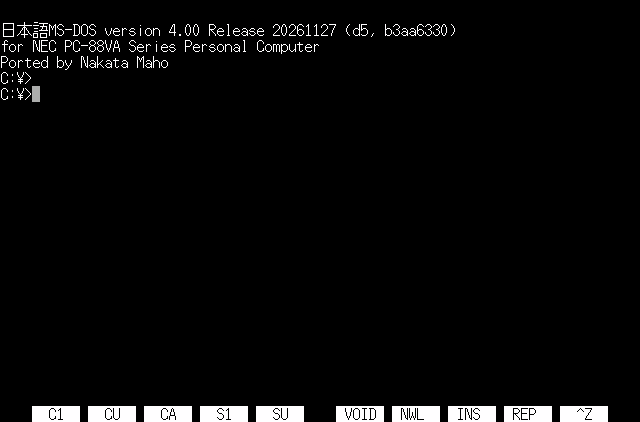 日本語MS-DOS version 4.00 Release 20261127 (d5, b3aa6330)
for NEC PC-88VA Series Personal Computer
Ported by Nakata Maho
C:¥>
C:¥>
C1 CU CA S1 SU VOID NWL INS REP ^Z